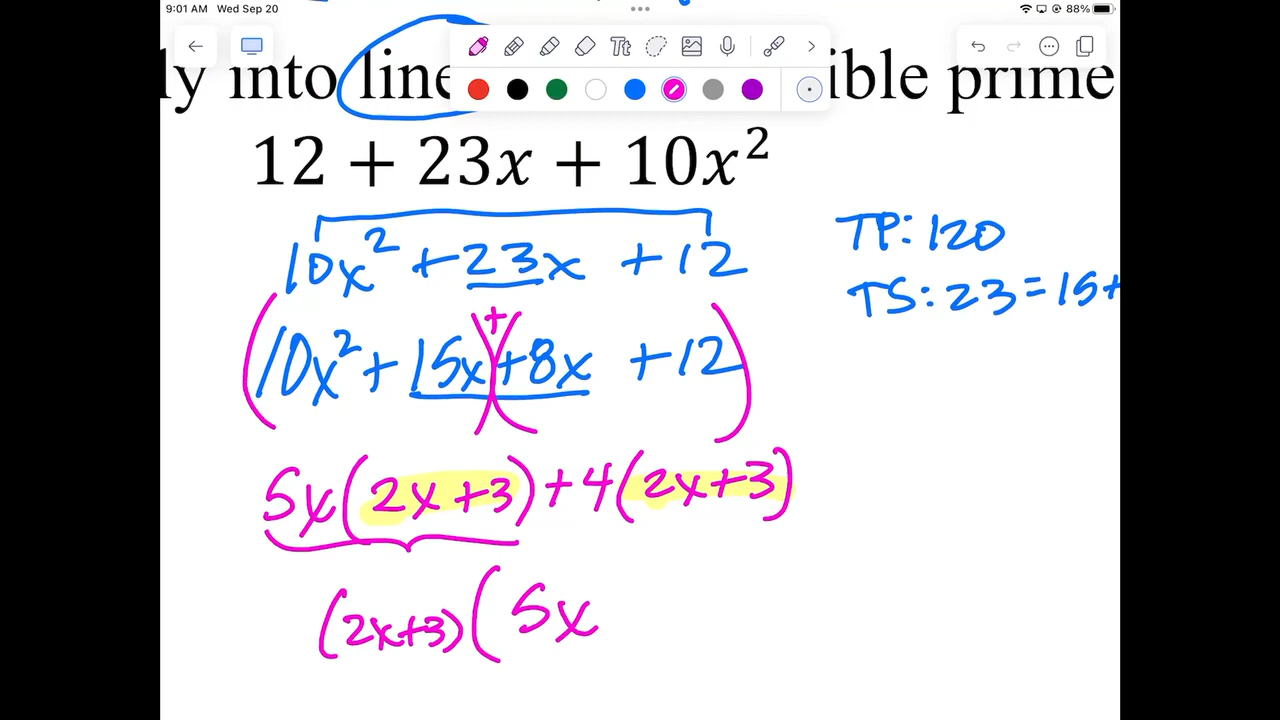 9:01 AM Wed Sep 20 88%
Tt
ly into line ible prime
12 + 23x + 10x²
10x² + 23x + 12
TP: 120
TS: 23 = 15+
+
(10x² + 15x)(+8x + 12)
5x(2x+3) + 4(2x+3)
(2x+3)(5x